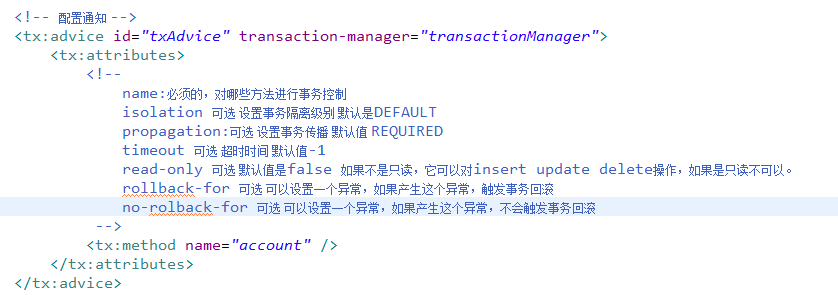 <!-- 配置通知 -->
<tx:advice id="txAdvice" transaction-manager="transactionManager">
<tx:attributes>
<!--
name:必须的，对哪些方法进行事务控制
isolation 可选 设置事务隔离级别 默认是DEFAULT
propagation:可选 设置事务传播 默认值 REQUIRED
timeout 可选 超时时间 默认值-1
read-only 可选 默认值是false 如果不是只读，它可以对insert update delete操作，如果是只读不可以。
rollback-for 可选 可以设置一个异常，如果产生这个异常，触发事务回滚
no-rolback-for 可选 可以设置一个异常，如果产生这个异常，不会触发事务回滚
-->
<tx:method name="account" />
</tx:attributes>
</tx:advice>